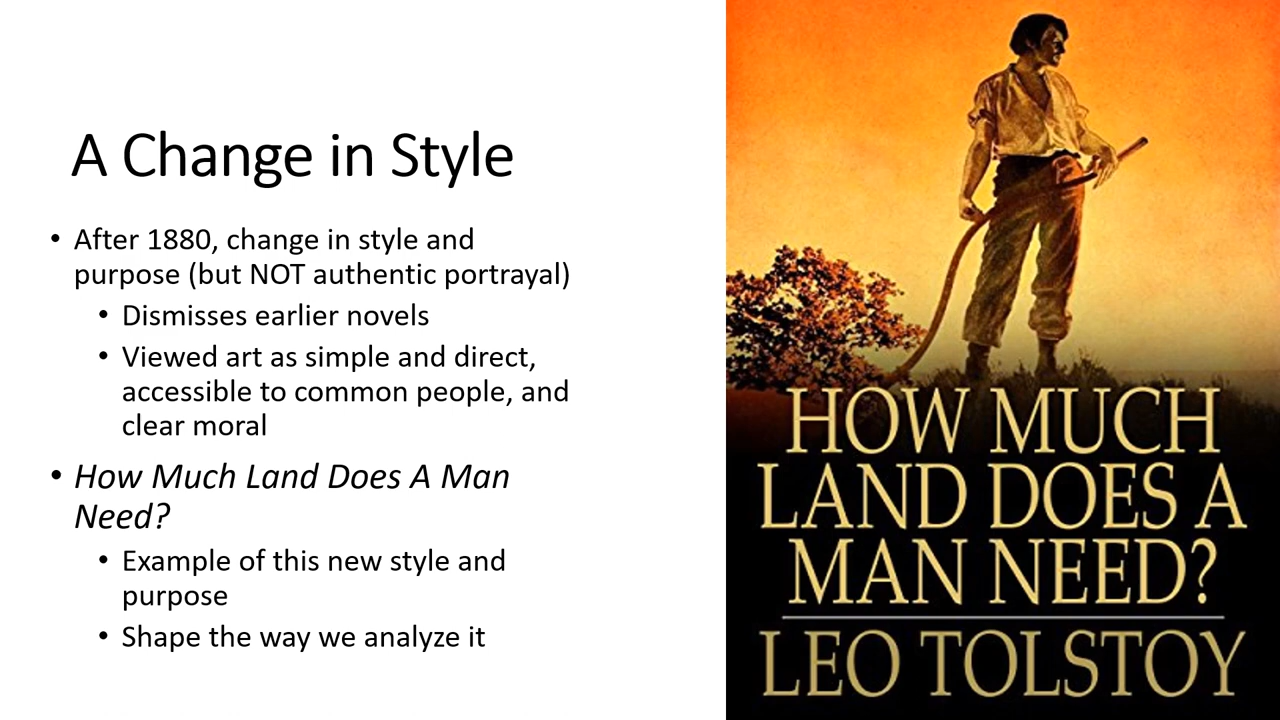 A Change in Style
• After 1880, change in style and
purpose (but NOT authentic portrayal)
• Dismisses earlier novels
• Viewed art as simple and direct,
accessible to common people, and
clear moral
• How Much Land Does A Man
Need?
• Example of this new style and
purpose
• Shape the way we analyze it
HOW MUCH
LAND DOES A
MAN NEED?
LEO TOLSTOY